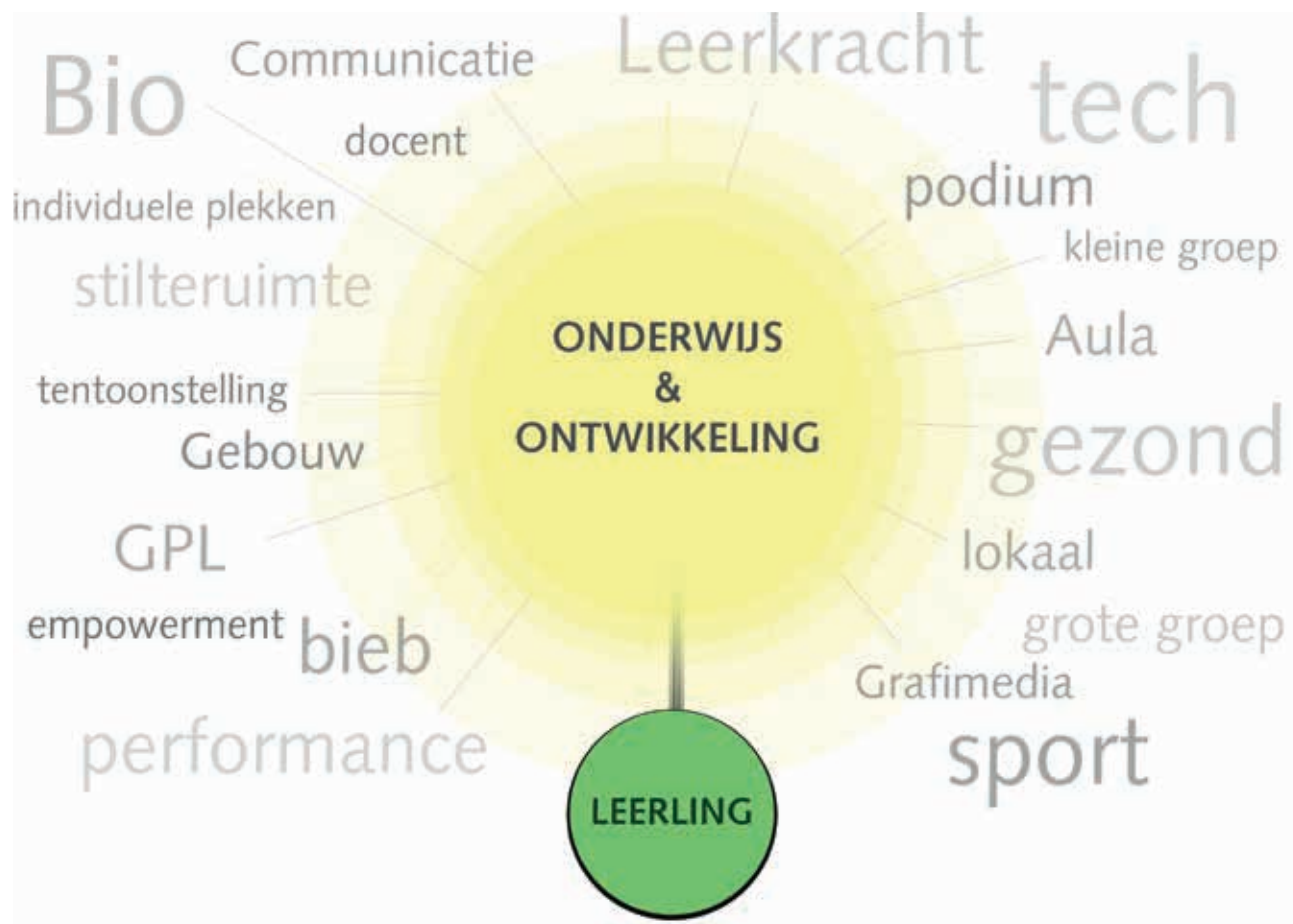 Leerkracht
Communicatie
Bio
tech
docent
podium
individuele plekken
kleine groep
stilteruimte
ONDERWIJS
&
ONTWIKKELING
Aula
tentoonstelling
Gebouw
gezond
GPL
lokaal
empowerment
bieb
grote groep
Grafimedia
performance
sport
LEERLING